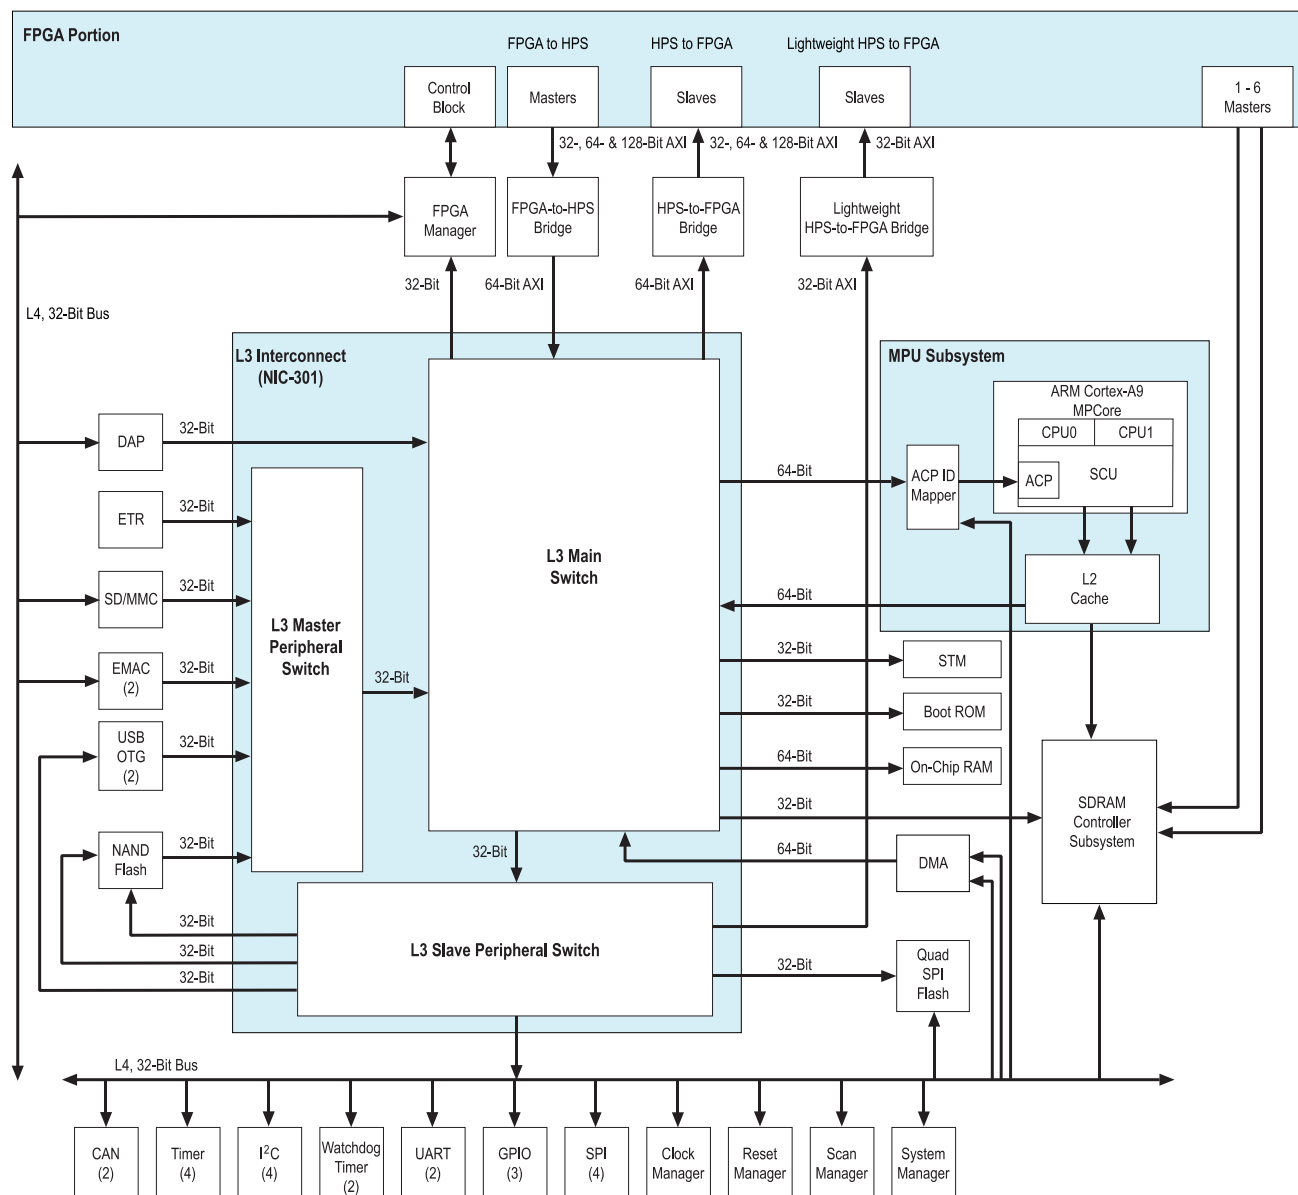 FPGA Portion
FPGA to HPS
HPS to FPGA
Lightweight HPS to FPGA
Control
Block
Masters
Slaves
Slaves
1 - 6
Masters
32-, 64- & 128-Bit AXI
32-, 64- & 128-Bit AXI
32-Bit AXI
FPGA
Manager
FPGA-to-HPS
Bridge
HPS-to-FPGA
Bridge
Lightweight
HPS-to-FPGA Bridge
32-Bit
64-Bit AXI
64-Bit AXI
32-Bit AXI
L4, 32-Bit Bus
L3 Interconnect
(NIC-301)
MPU Subsystem
ARM Cortex-A9
MPCore
CPU0
CPU1
ACP
SCU
ACP ID
Mapper
64-Bit
DAP
32-Bit
ETR
32-Bit
L3 Main
Switch
L2
Cache
64-Bit
SD/MMC
32-Bit
L3 Master
Peripheral
Switch
32-Bit
EMAC
(2)
32-Bit
32-Bit
STM
32-Bit
Boot ROM
USB
OTG
(2)
32-Bit
64-Bit
On-Chip RAM
32-Bit
SDRAM
Controller
Subsystem
NAND
Flash
32-Bit
32-Bit
64-Bit
DMA
32-Bit
32-Bit
32-Bit
L3 Slave Peripheral Switch
32-Bit
Quad
SPI
Flash
L4, 32-Bit Bus
CAN
(2)
Timer
(4)
I²C
(4)
Watchdog
Timer
(2)
UART
(2)
GPIO
(3)
SPI
(4)
Clock
Manager
Reset
Manager
Scan
Manager
System
Manager